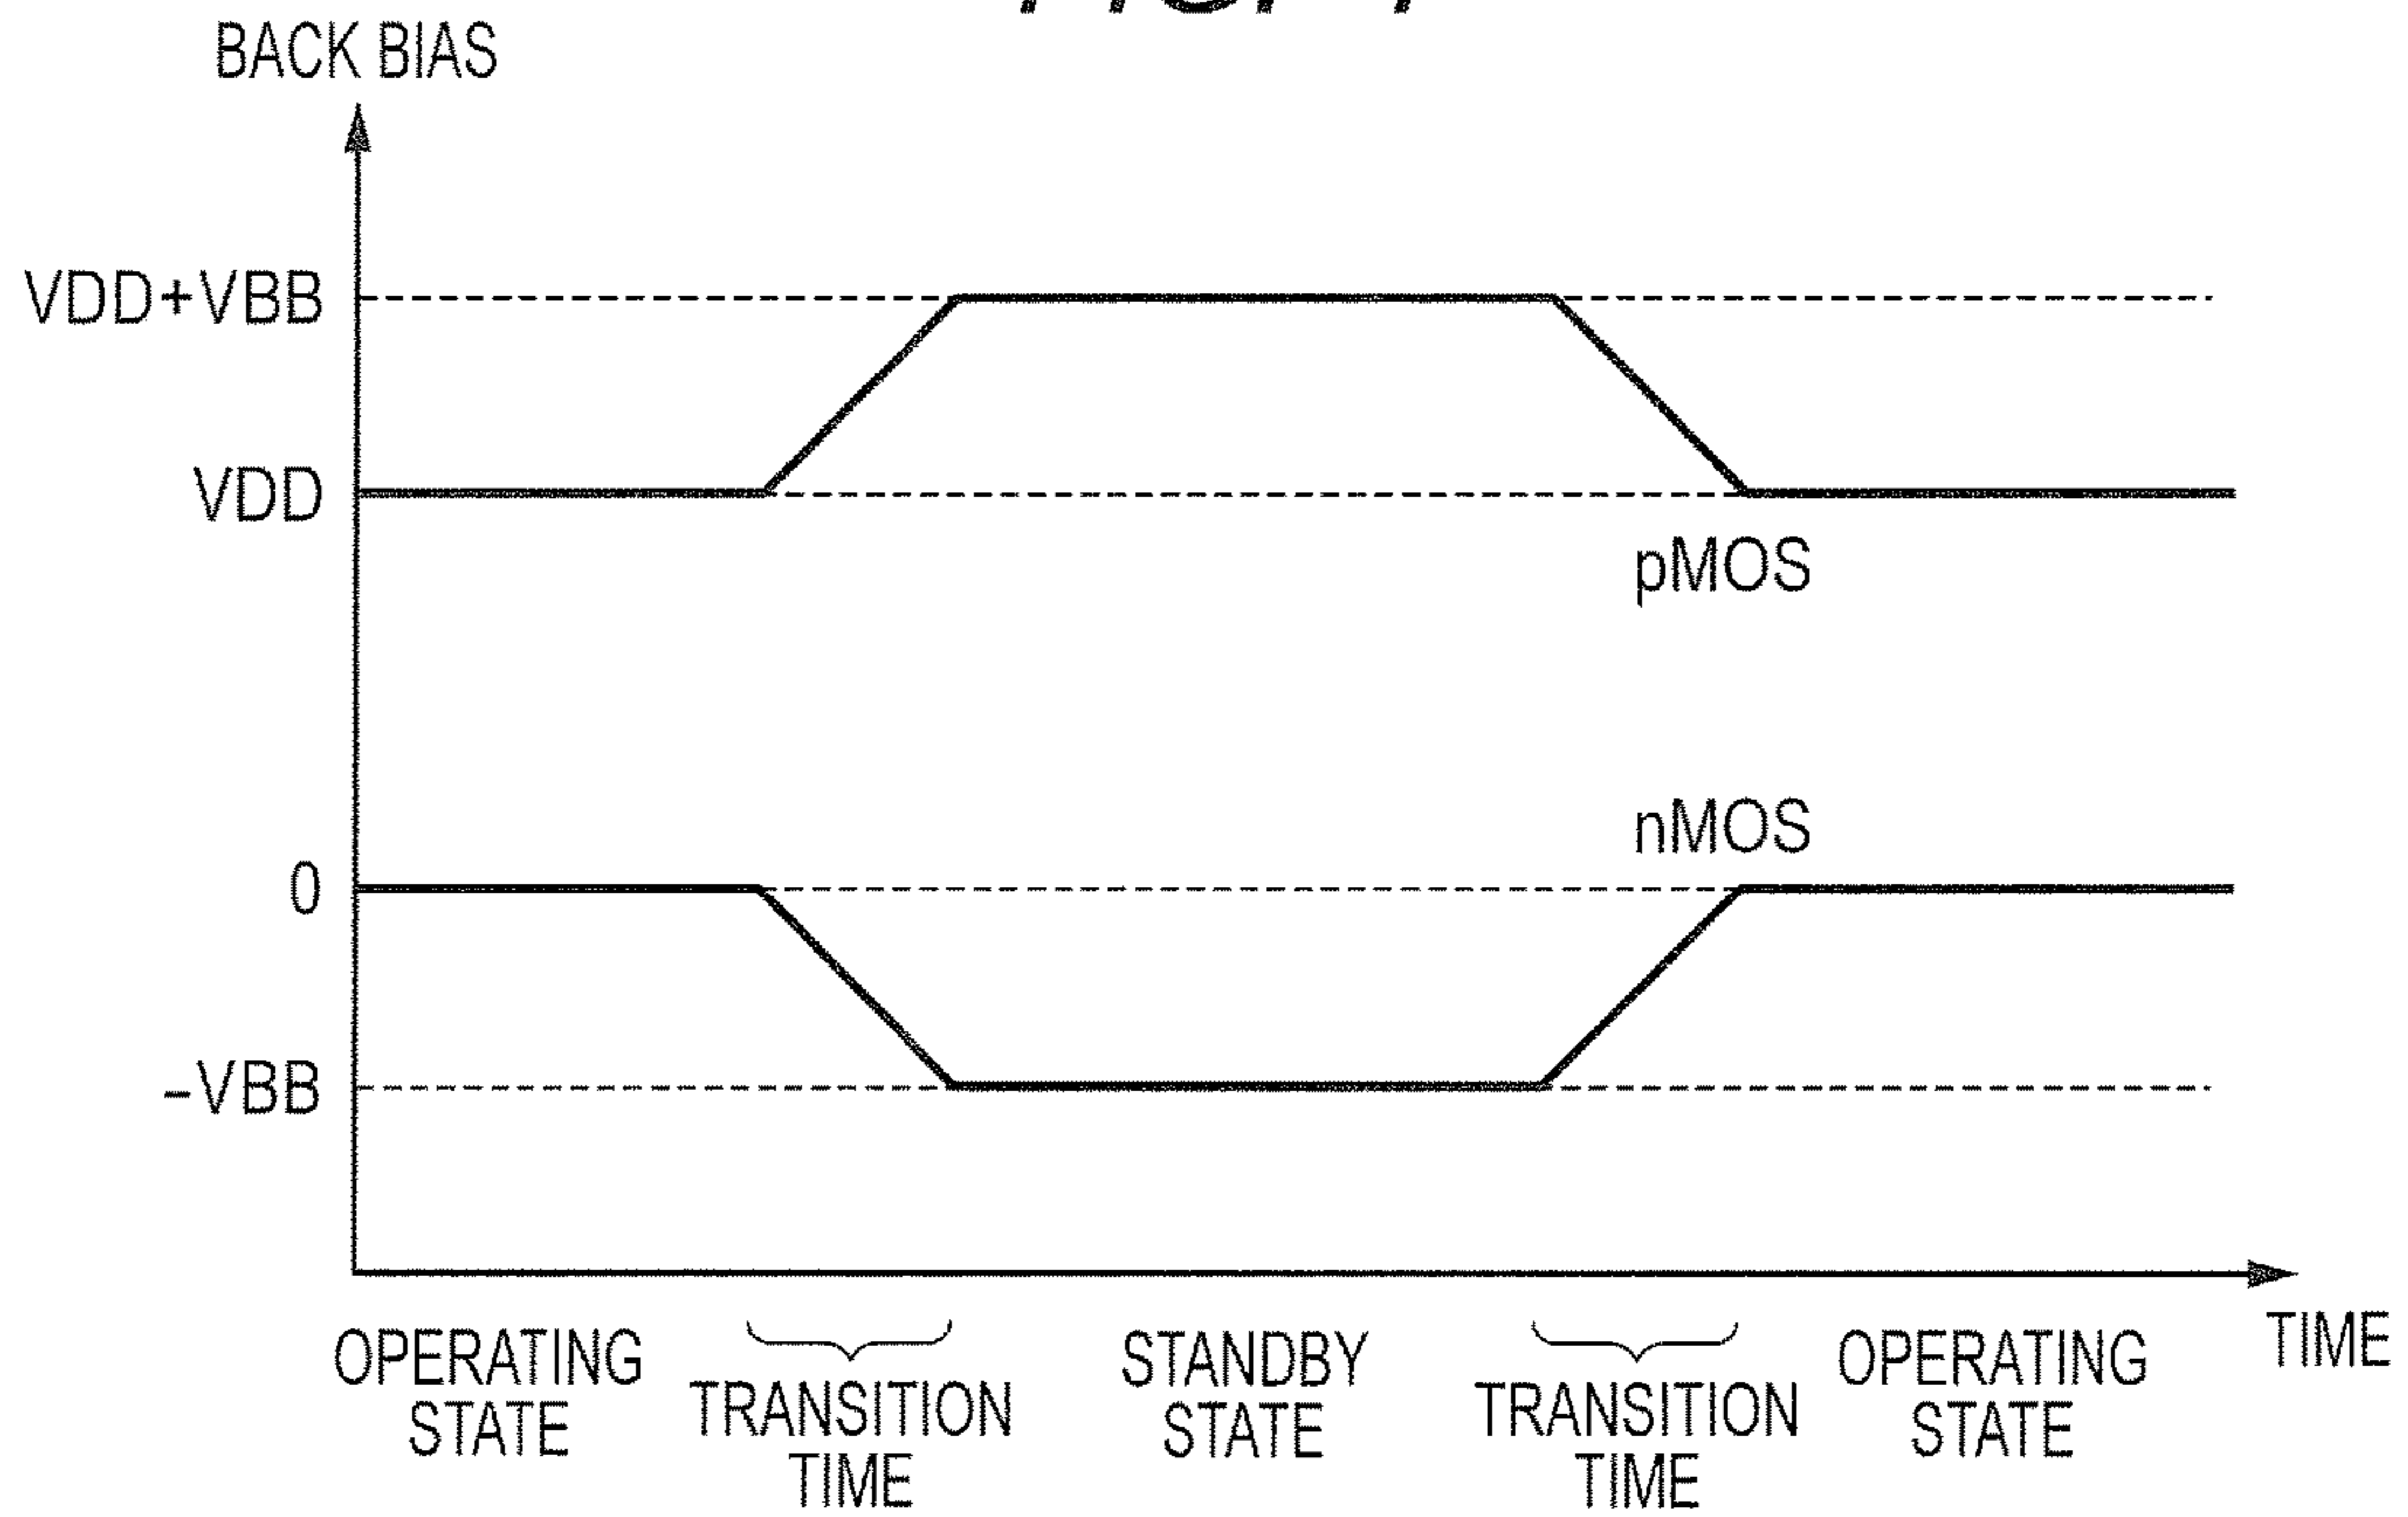 BACK BIAS
VDD+VBB
VDD
pMOS
nMOS
0
-VBB
TIME
OPERATING
STATE
TRANSITION
TIME
STANDBY
STATE
TRANSITION
TIME
OPERATING
STATE